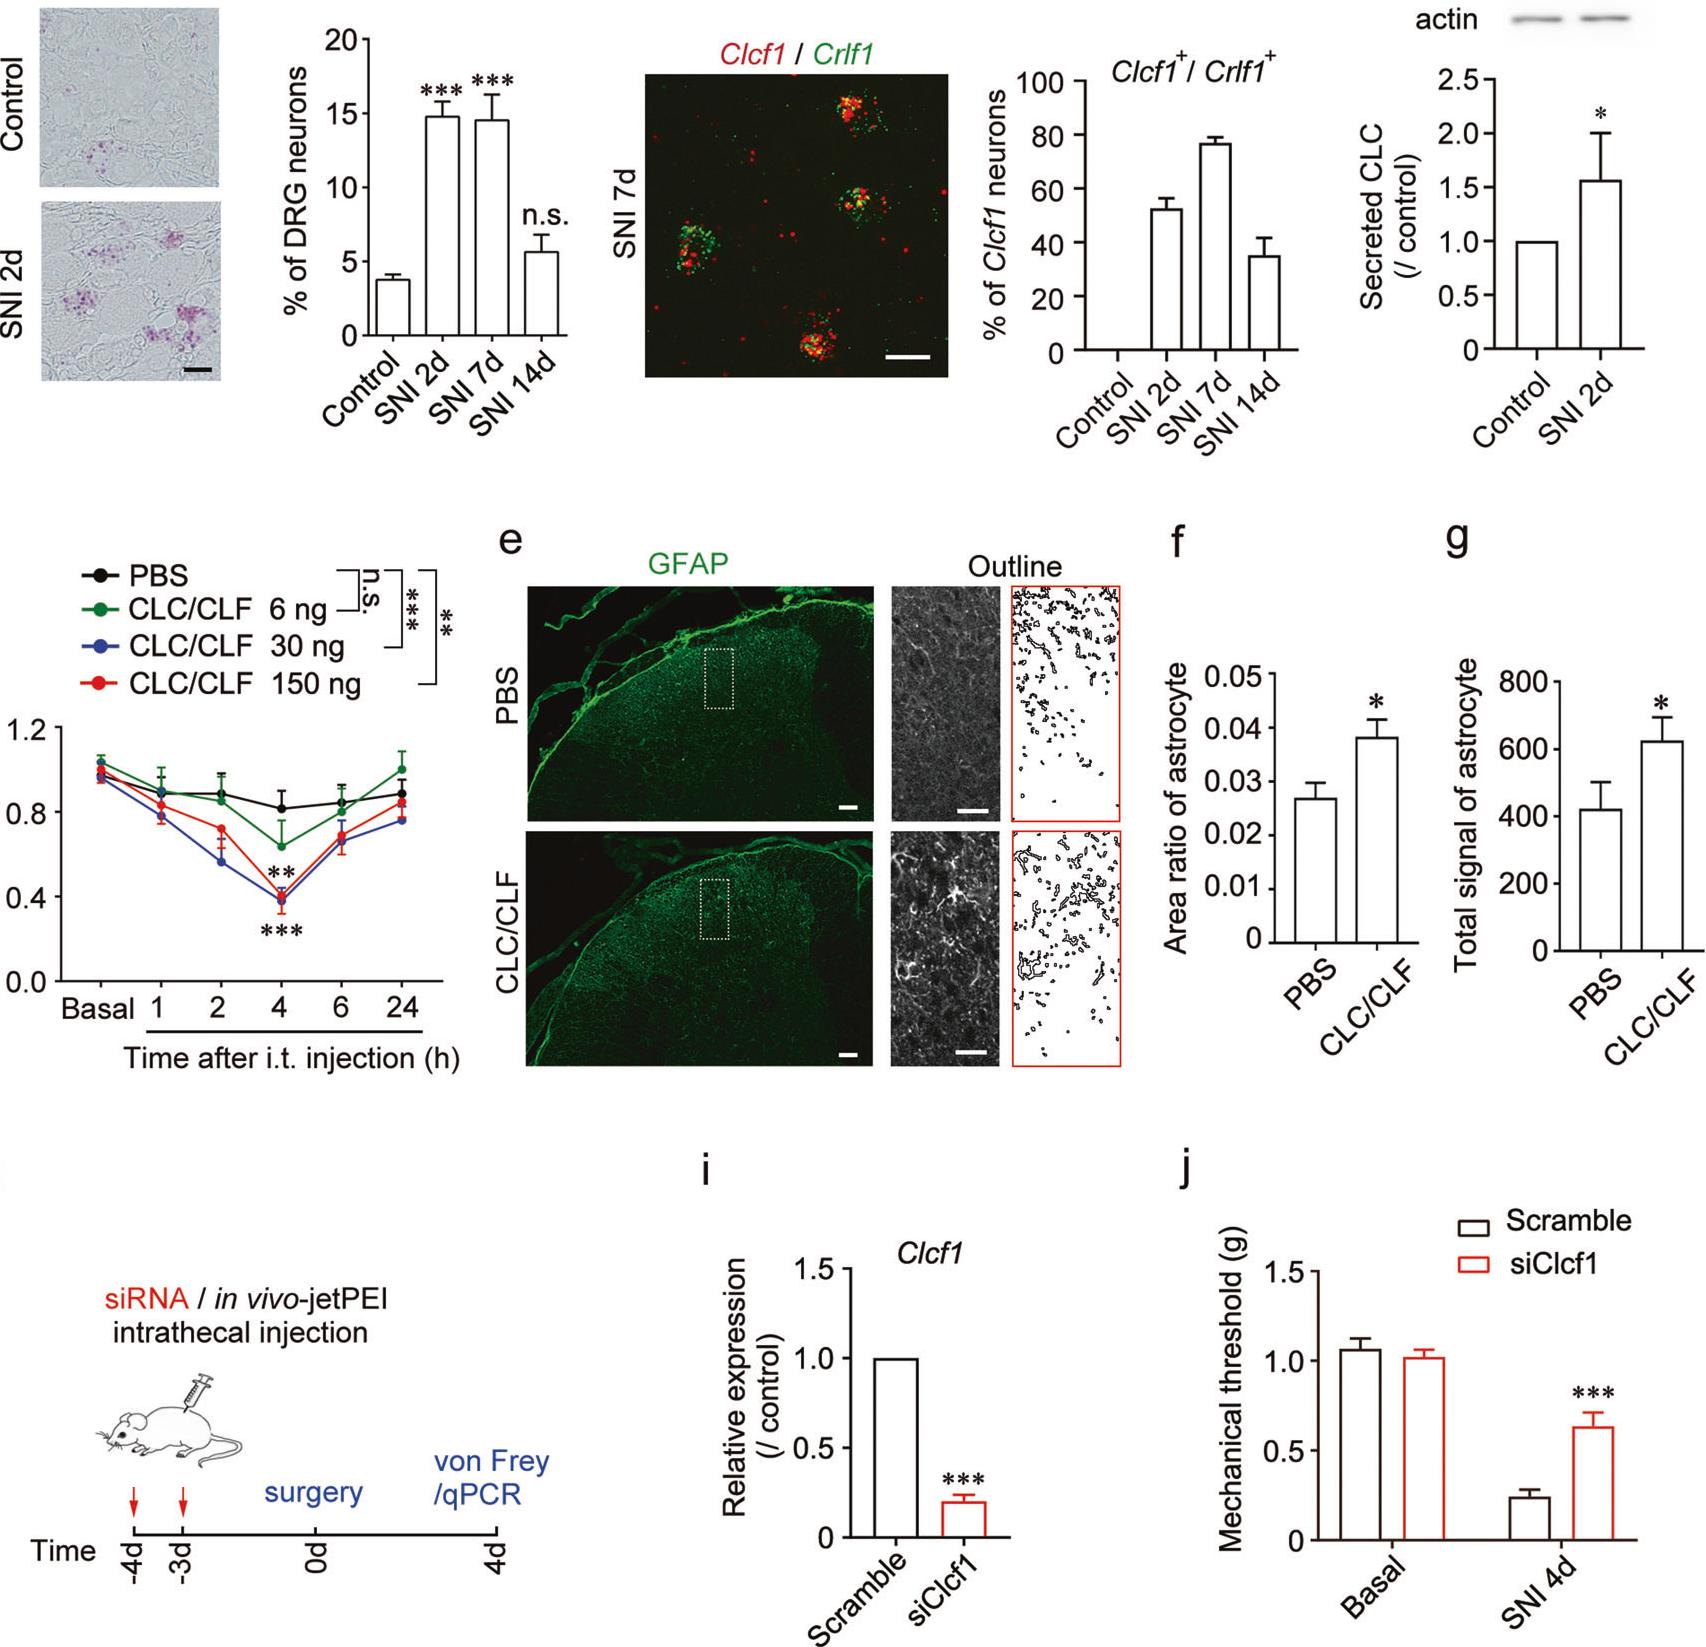 Control
SNI 2d
% of DRG neurons
20
15
10
5
0
***
***
n.s.
Control
SNI 2d
SNI 7d
SNI 14d
Clcf1 / Crlf1
SNI 7d
Clcf1+/ Crlf1+
% of Clcf1 neurons
100
80
60
40
20
0
Control
SNI 2d
SNI 7d
SNI 14d
actin
Secreted CLC
(/ control)
2.5
2.0
1.5
1.0
0.5
0
*
Control
SNI 2d
PBS
CLC/CLF 6 ng
CLC/CLF 30 ng
CLC/CLF 150 ng
n.s.
***
**
1.2
0.8
0.4
0.0
**
***
Basal
1
2
4
6
24
Time after i.t. injection (h)
e
GFAP
Outline
PBS
CLC/CLF
f
Area ratio of astrocyte
0.05
0.04
0.03
0.02
0.01
0
*
PBS
CLC/CLF
g
Total signal of astrocyte
800
600
400
200
0
*
PBS
CLC/CLF
siRNA / in vivo-jetPEI
intrathecal injection
surgery
von Frey
/qPCR
Time
-4d
-3d
0d
4d
i
Clcf1
Relative expression
(/ control)
1.5
1.0
0.5
0
***
Scramble
siClcf1
j
Scramble
siClcf1
Mechanical threshold (g)
1.5
1.0
0.5
0
***
Basal
SNI 4d